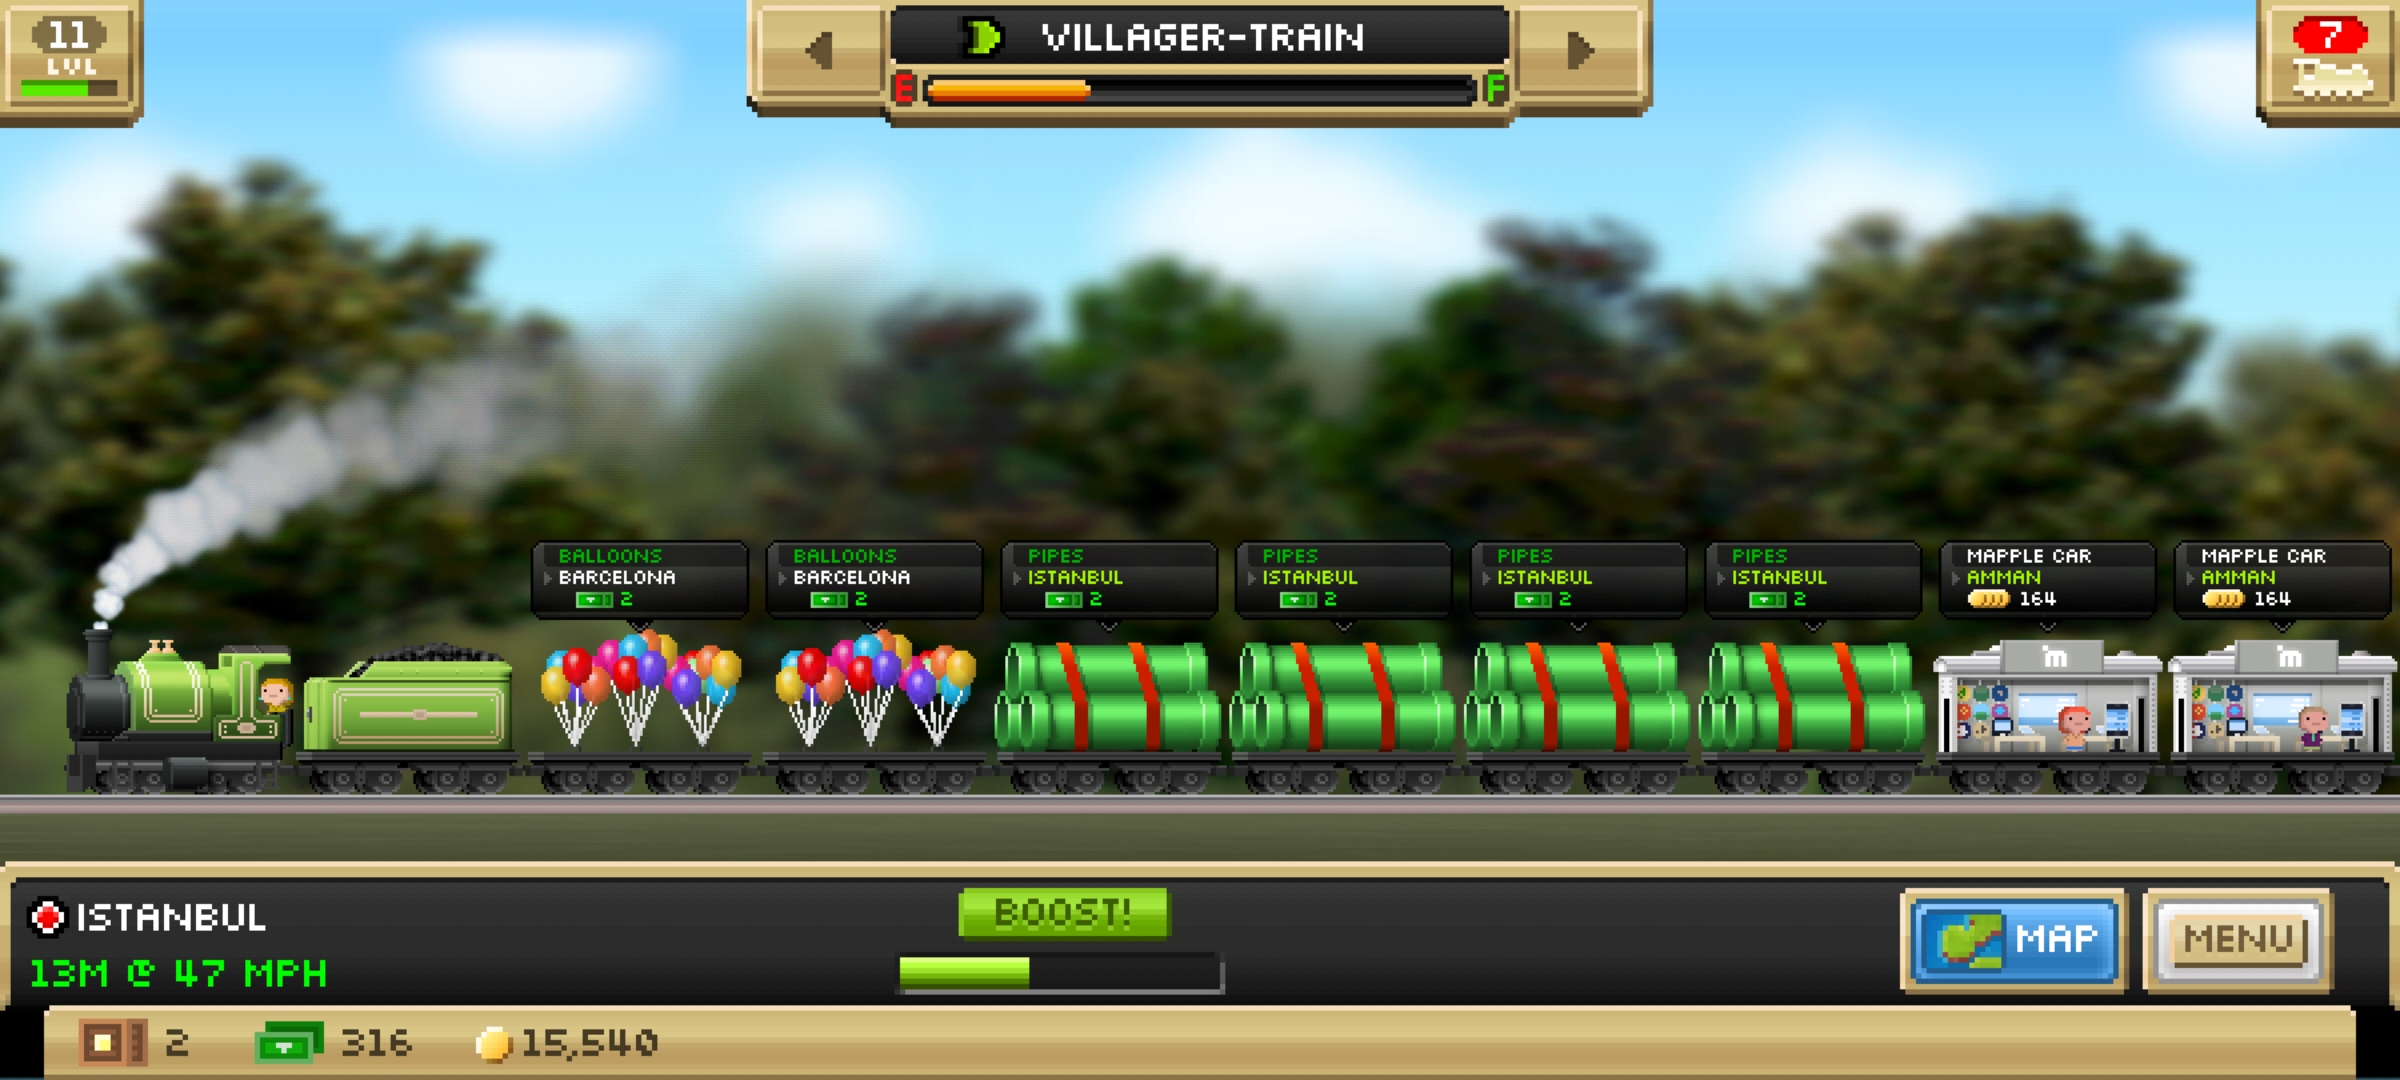 11
LVL
VILLAGER-TRAIN
E F
7
BALLOONS
BARCELONA
2
BALLOONS
BARCELONA
2
PIPES
ISTANBUL
2
PIPES
ISTANBUL
2
PIPES
ISTANBUL
2
PIPES
ISTANBUL
2
MAPPLE CAR
AMMAN
164
MAPPLE CAR
AMMAN
164
m
m
ISTANBUL
13M @ 47 MPH
BOOST!
MAP
MENU
2
316
15,540